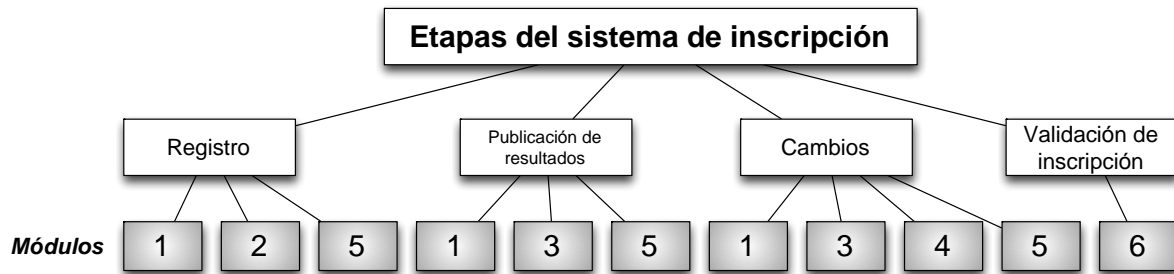 Etapas del sistema de inscripción
Registro
Publicación de
resultados
Cambios
Validación de
inscripción
Módulos 1 2 5 1 3 5 1 3 4 5 6